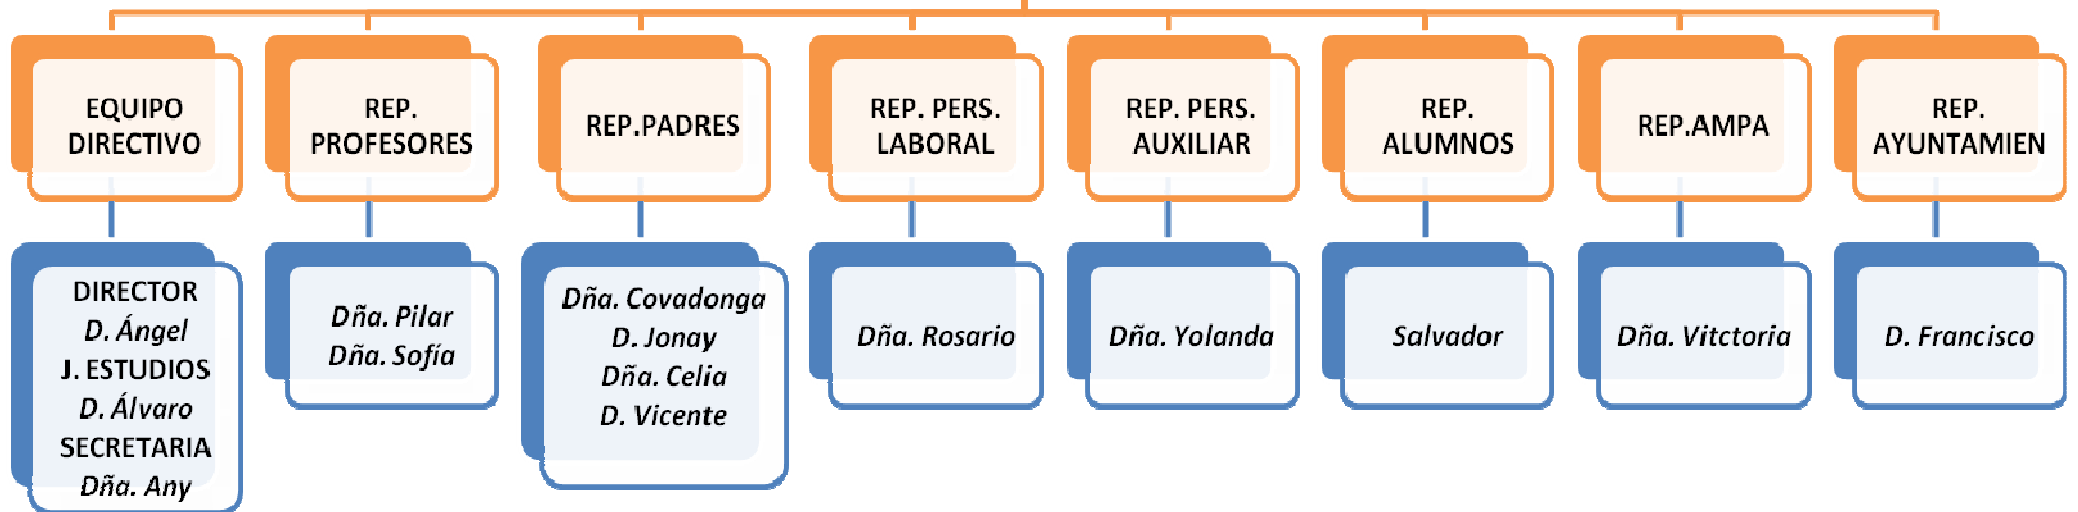 EQUIPO
DIRECTIVO
REP.
PROFESORES
REP.PADRES
REP. PERS.
LABORAL
REP. PERS.
AUXILIAR
REP.
ALUMNOS
REP.AMPA
REP.
AYUNTAMIEN
DIRECTOR
D. Ángel
J. ESTUDIOS
D. Álvaro
SECRETARIA
Dña. Any
Dña. Pilar
Dña. Sofía
Dña. Covadonga
D. Jonay
Dña. Celia
D. Vicente
Dña. Rosario
Dña. Yolanda
Salvador
Dña. Vitctoria
D. Francisco